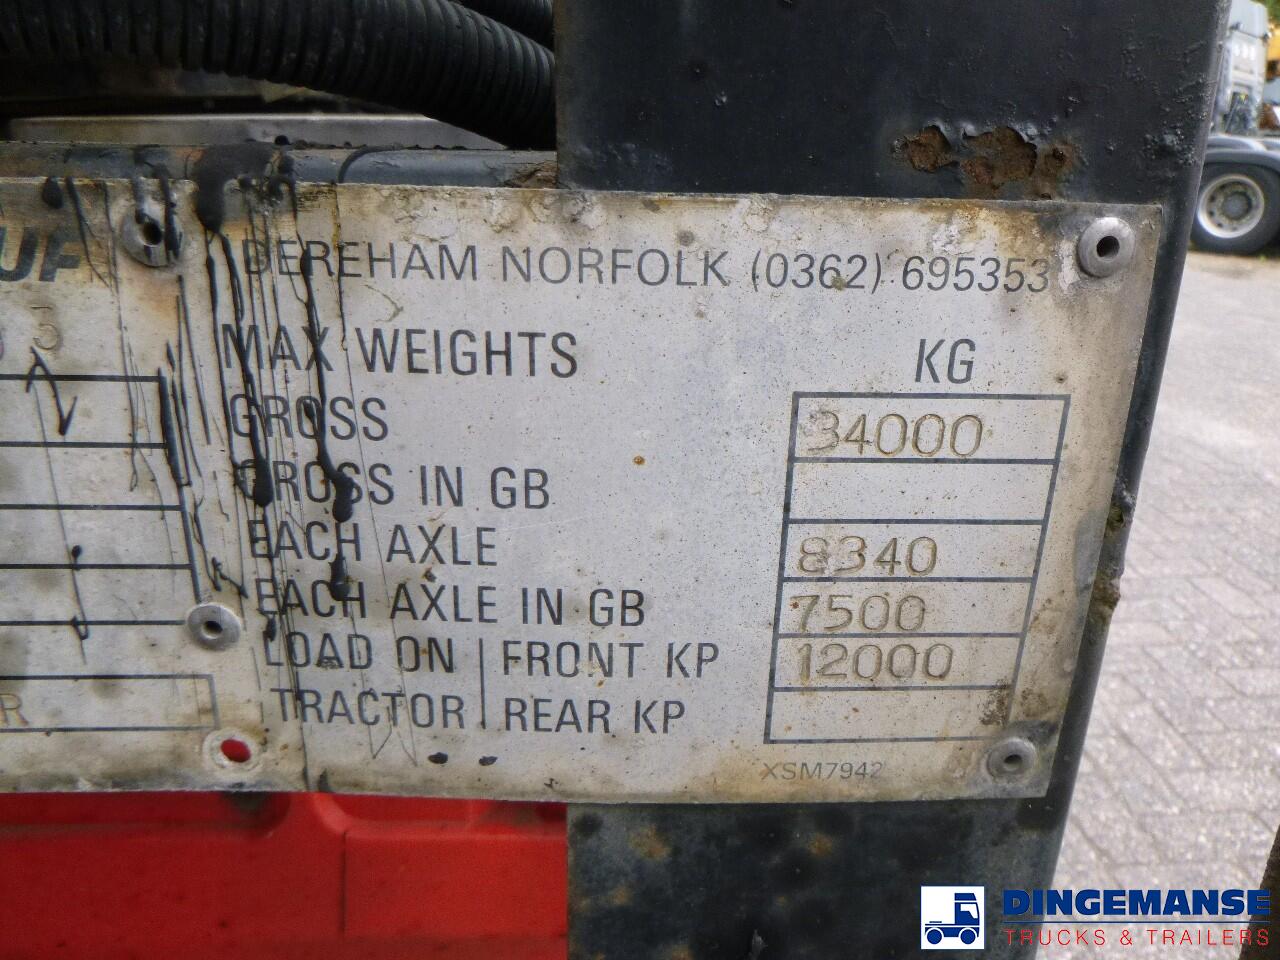 DEREHAM NORFOLK (0362) 695353
MAX WEIGHTS KG
GROSS 34000
GROSS IN GB
EACH AXLE 8340
EACH AXLE IN GB 7500
LOAD ON FRONT KP 12000
TRACTOR REAR KP
XSM7942
DINGEMANSE
TRUCKS & TRAILERS